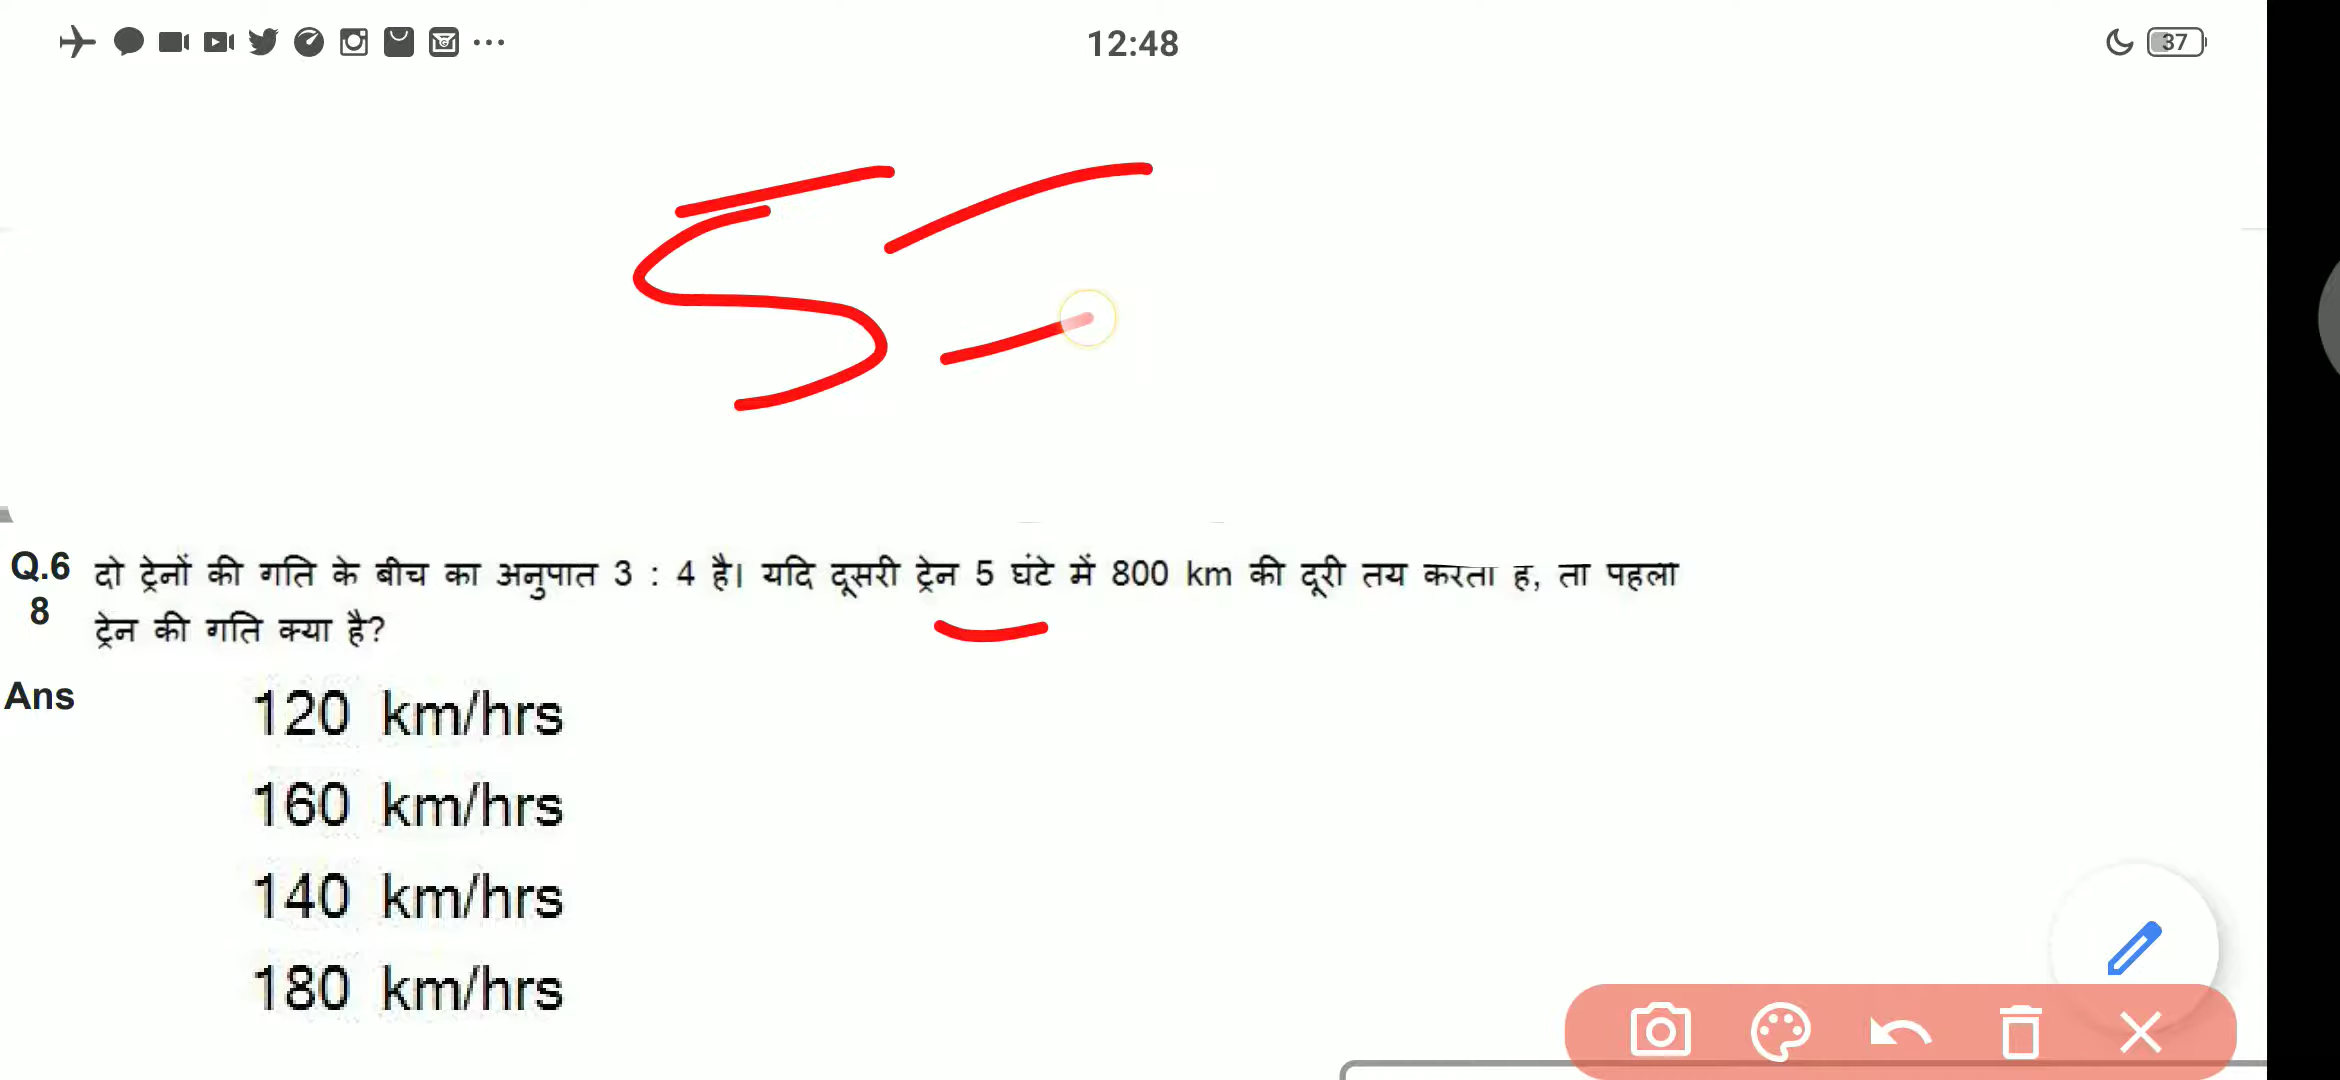 12:48
37
5
Q.6 दो ट्रेनों की गति के बीच का अनुपात 3 : 4 है। यदि दूसरी ट्रेन 5 घंटे में 800 km की दूरी तय करता ह, ता पहला
8 ट्रेन की गति क्या है?
Ans 120 km/hrs
160 km/hrs
140 km/hrs
180 km/hrs